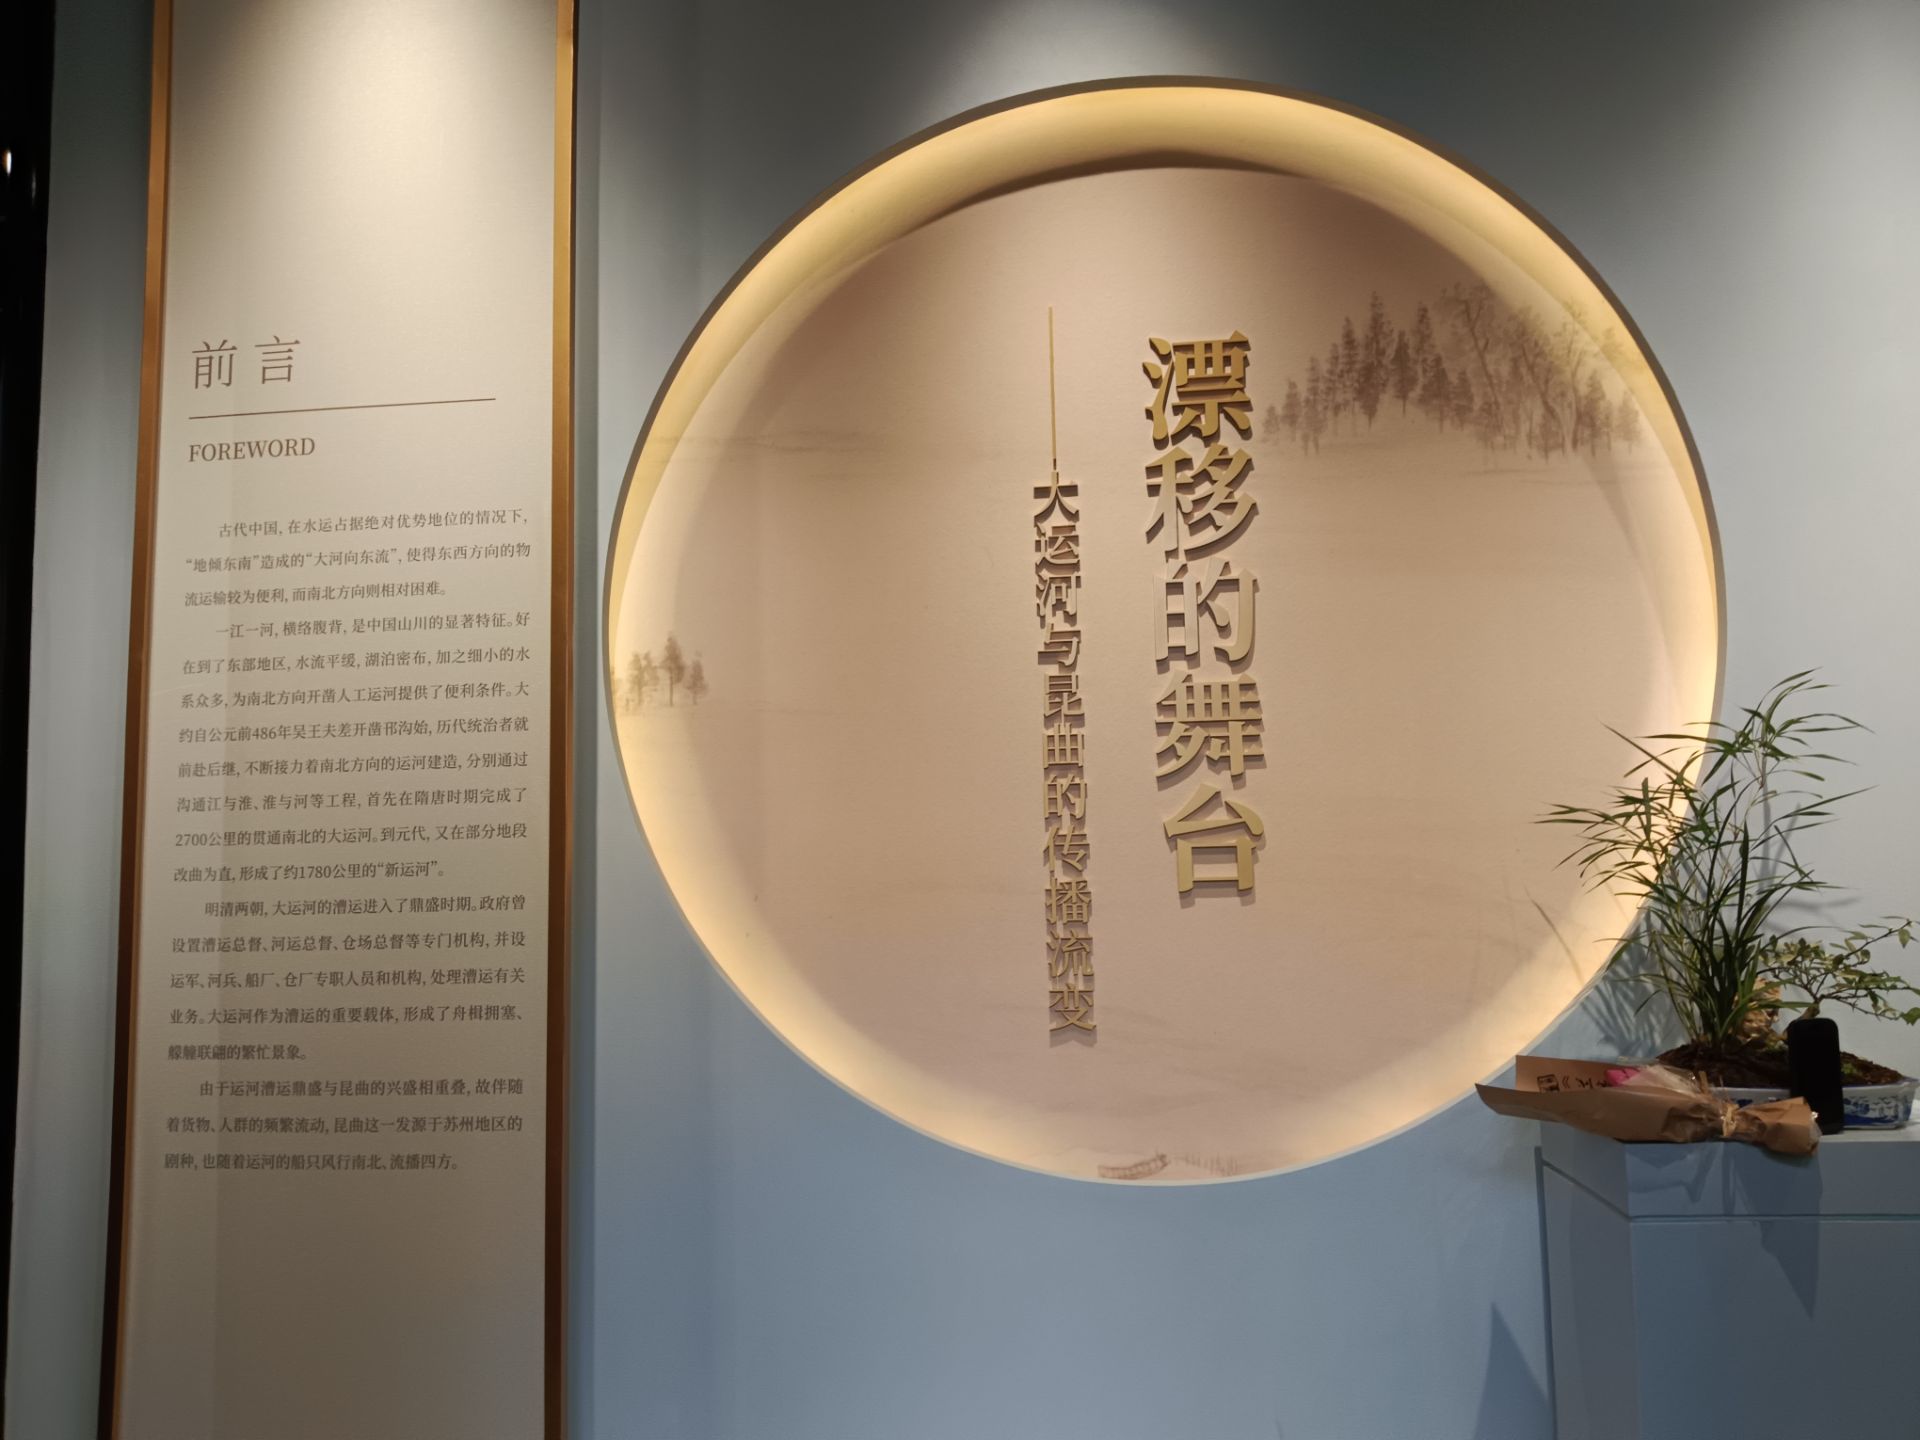 前言
FOREWORD
古代中国,在水运占据绝对优势地位的情况下,
“地倾东南”造成的“大河向东流”,使得东西方向的物
流运输较为便利,而南北方向则相对困难。
一江一河,横络腹背,是中国山川的显著特征。好
在到了东部地区,水流平缓,湖泊密布,加之细小的水
系众多,为南北方向开凿人工运河提供了便利条件。大
约自公元前486年吴王夫差开凿邗沟始,历代统治者就
前赴后继,不断接力着南北方向的运河建造,分别通过
沟通江与淮、淮与河等工程,首先在隋唐时期完成了
2700公里的贯通南北的大运河。到元代,又在部分地段
改曲为直,形成了约1780公里的“新运河”。
明清两朝,大运河的漕运进入了鼎盛时期。政府曾
设置漕运总督、河运总督、仓场总督等专门机构,并设
运军、河兵、船厂、仓厂专职人员和机构,处理漕运有关
业务。大运河作为漕运的重要载体,形成了舟楫拥塞、
艨艟联翩的繁忙景象。
由于运河漕运鼎盛与昆曲的兴盛相重叠,故伴随
着货物、人群的频繁流动,昆曲这一发源于苏州地区的
剧种,也随着运河的船只风行南北、流播四方。
漂移的舞台
——大运河与昆曲的传播流变